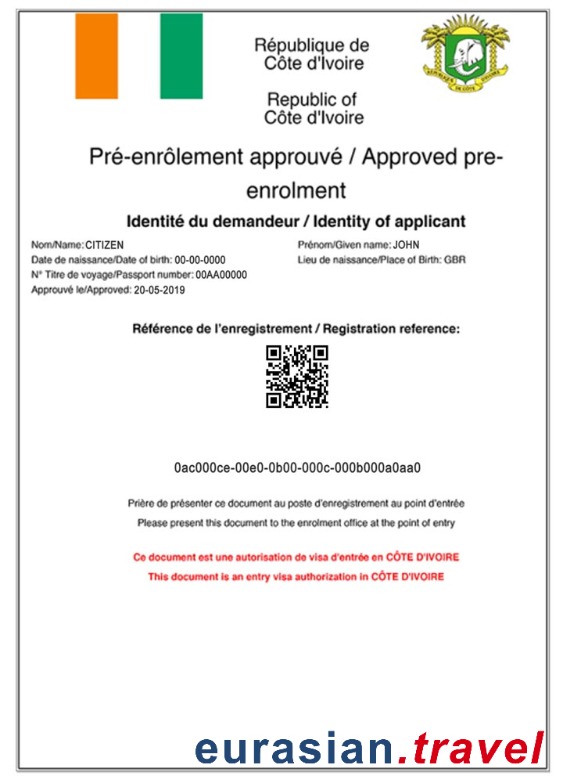 République de
Côte d'Ivoire
Republic of
Côte d'Ivoire
Pré-enrôlement approuvé / Approved pre-
enrolment
Identité du demandeur / Identity of applicant
Nom/Name: CITIZEN
Prénom/Given name: JOHN
Date de naissance/Date of birth: 00-00-0000
Lieu de naissance/Place of Birth: GBR
N° Titre de voyage/Passport number: 00AA00000
Approuvé le/Approved: 20-05-2019
Référence de l'enregistrement / Registration reference:
0ac000ce-00e0-0b00-000c-000b000a0aa0
Prière de présenter ce document au poste d'enregistrement au point d'entrée
Please present this document to the enrolment office at the point of entry
Ce document est une autorisation de visa d'entrée en CÔTE D'IVOIRE
This document is an entry visa authorization in CÔTE D'IVOIRE
eurasian.travel